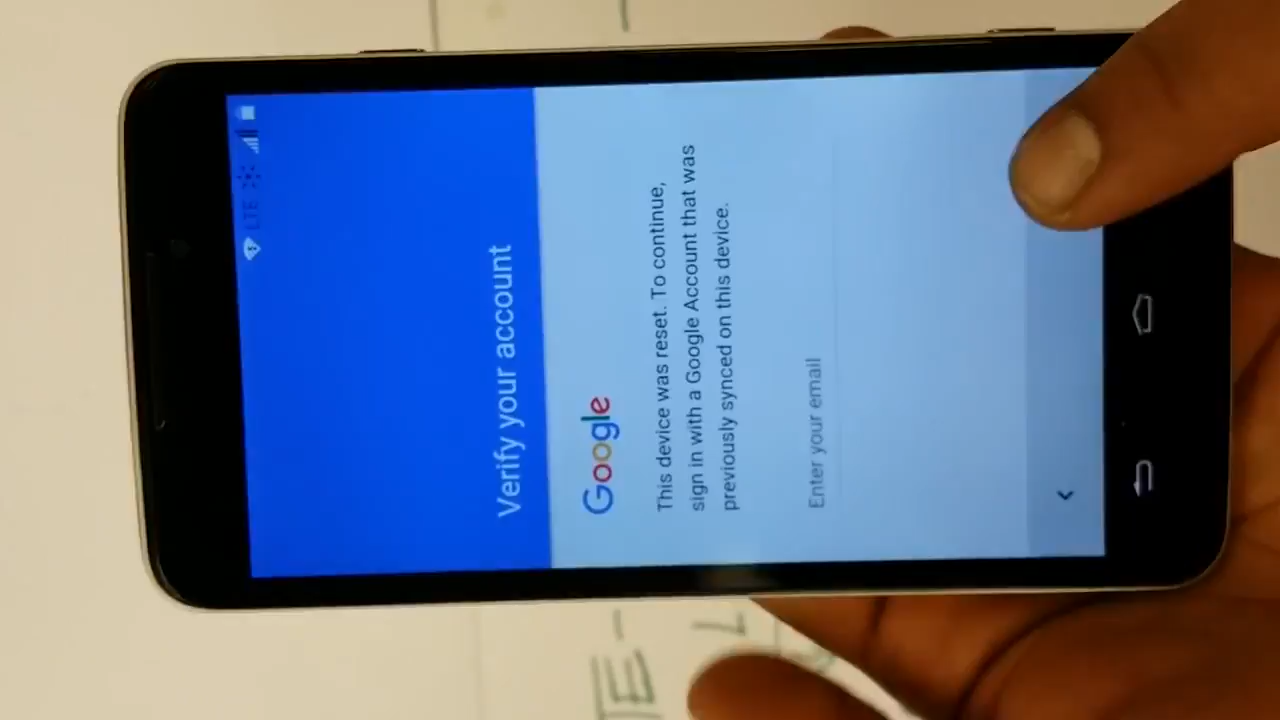 LTE
Verify your account
Google
This device was reset. To continue,
sign in with a Google Account that was
previously synced on this device.
Enter your email